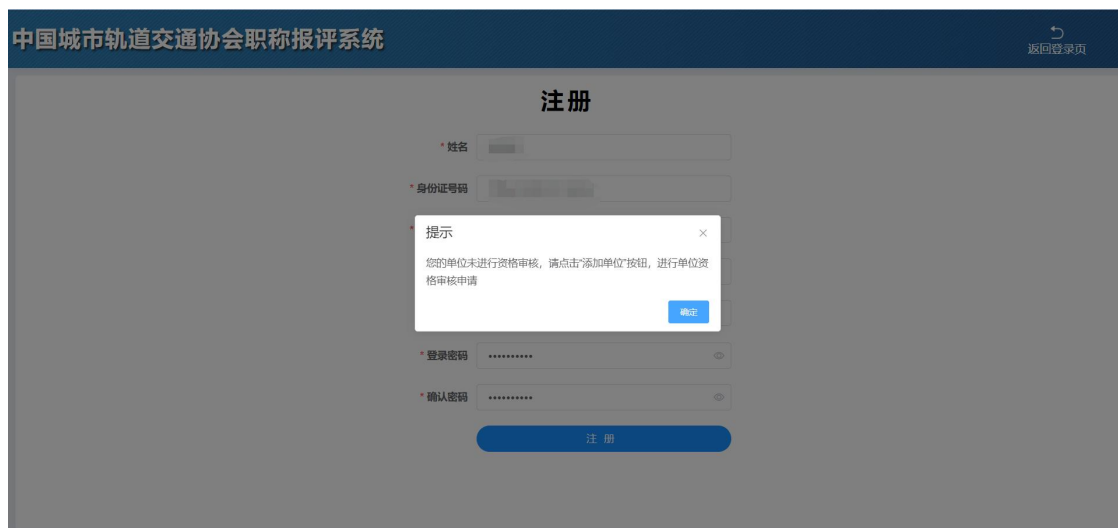 中国城市轨道交通协会职称报评系统
返回登录页
注册
* 姓名
* 身份证号码
*
提示
您的单位未进行资格审核，请点击"添加单位"按钮，进行单位资
格审核申请
确定
* 登录密码 ••••••••••
* 确认密码 ••••••••••
注 册